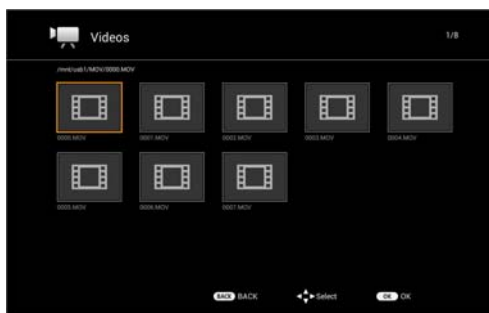 Videos
1/8
/mnt/usb1/MOV/0000.MOV
0000.MOV 0001.MOV 0002.MOV 0003.MOV 0004.MOV
0005.MOV 0006.MOV 0007.MOV
BACK BACK Select OK OK